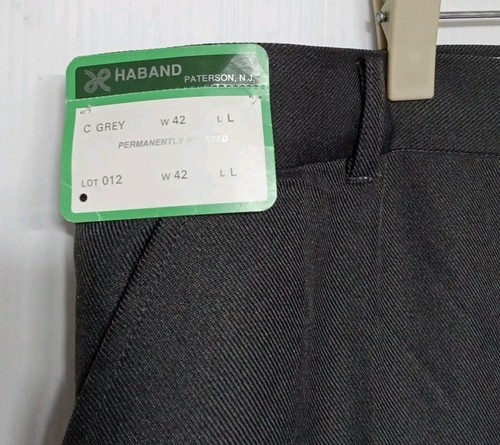 HABAND
PATERSON, N.J.
C GREY W 42 L L
PERMANENTLY
LOT 012 W 42 L L